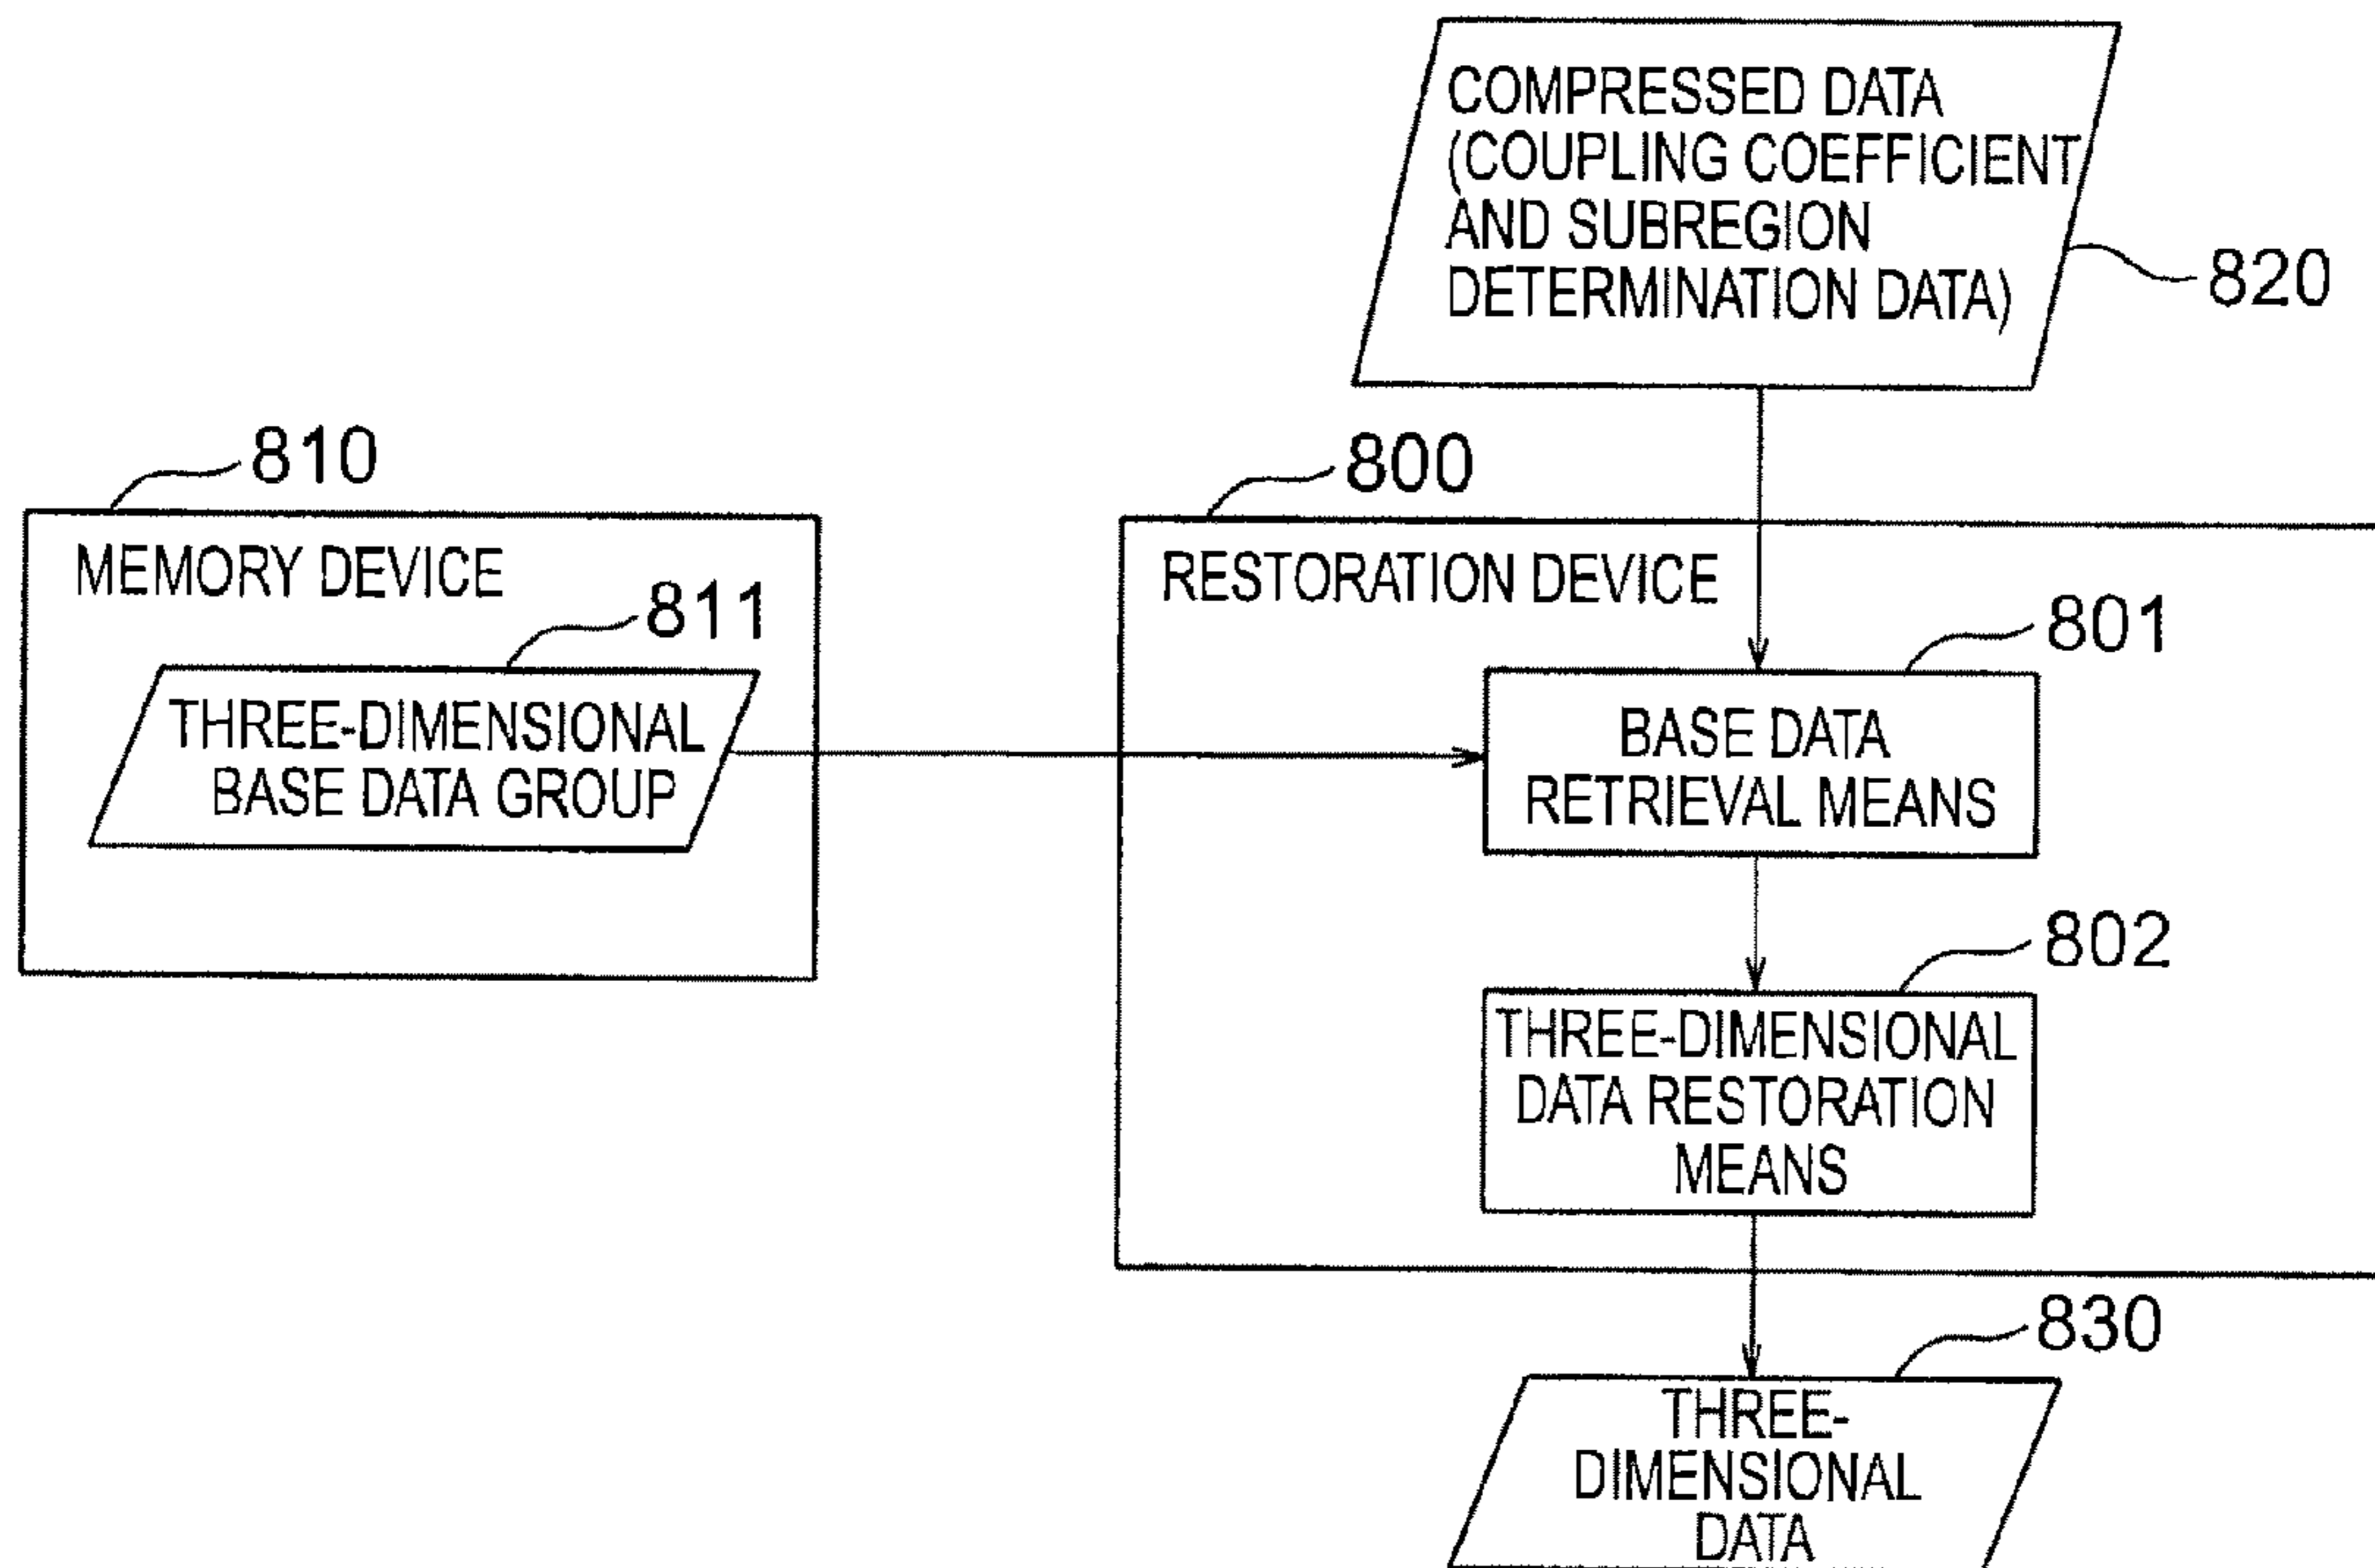 COMPRESSED DATA
(COUPLING COEFFICIENT
AND SUBREGION
DETERMINATION DATA)
820
810
800
MEMORY DEVICE
811
THREE-DIMENSIONAL
BASE DATA GROUP
RESTORATION DEVICE
801
BASE DATA
RETRIEVAL MEANS
802
THREE-DIMENSIONAL
DATA RESTORATION
MEANS
830
THREE-
DIMENSIONAL
DATA